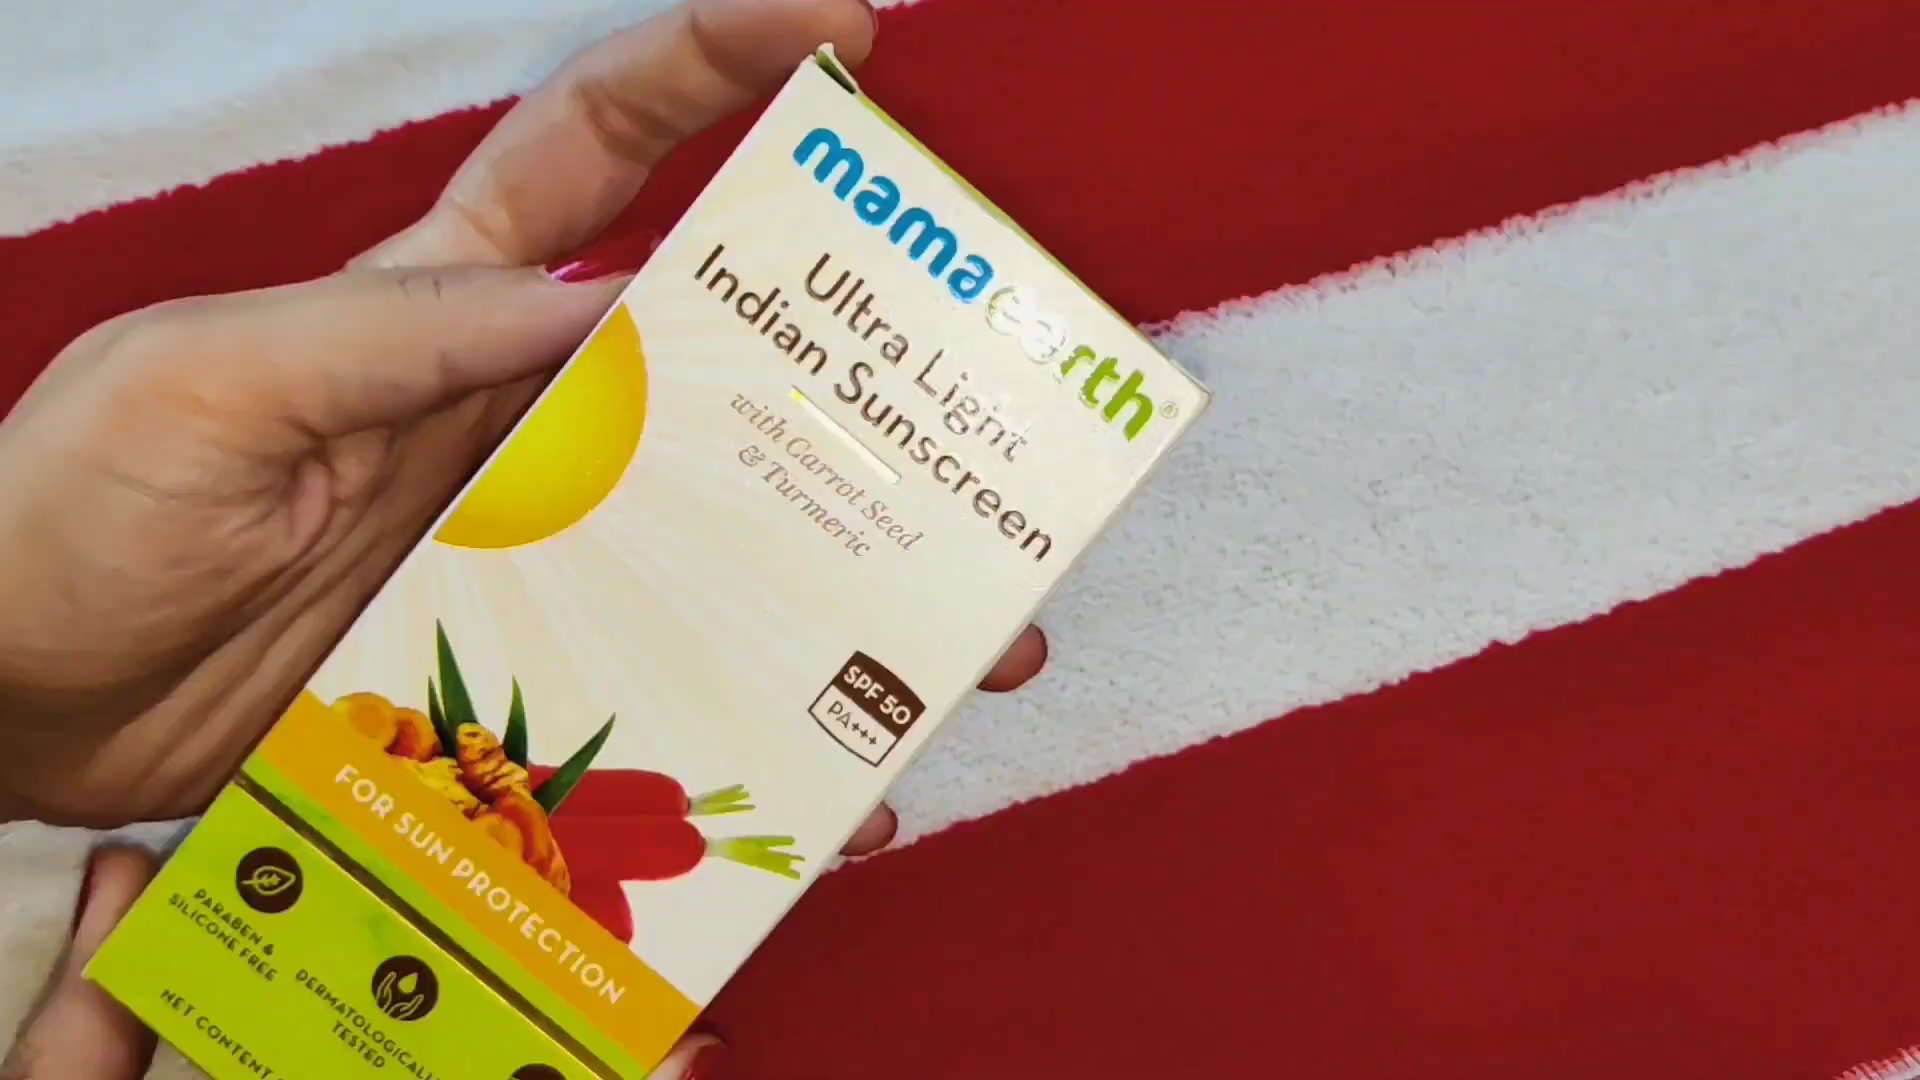 mamaearth®
Ultra Light
Indian Sunscreen
with Carrot Seed
& Turmeric
SPF 50
PA+++
FOR SUN PROTECTION
PARABEN &
SILICONE FREE
DERMATOLOGICALLY
TESTED
NET CONTENT